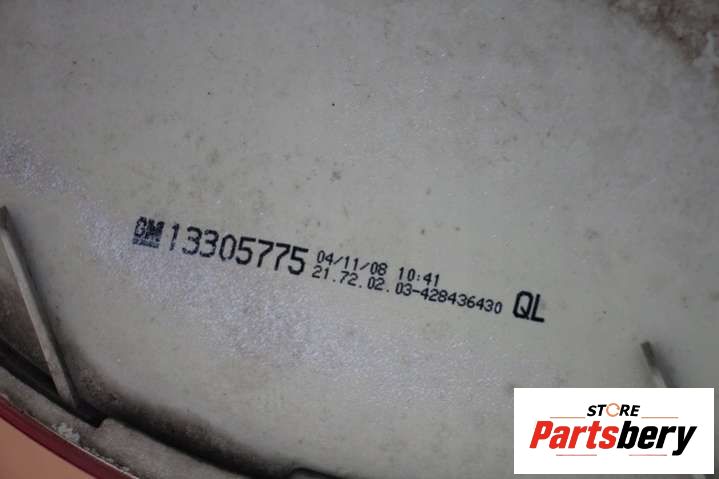 GM 13305775 04/11/08 10:41
21.72.02.03-428436430 QL
STORE
Partsbery